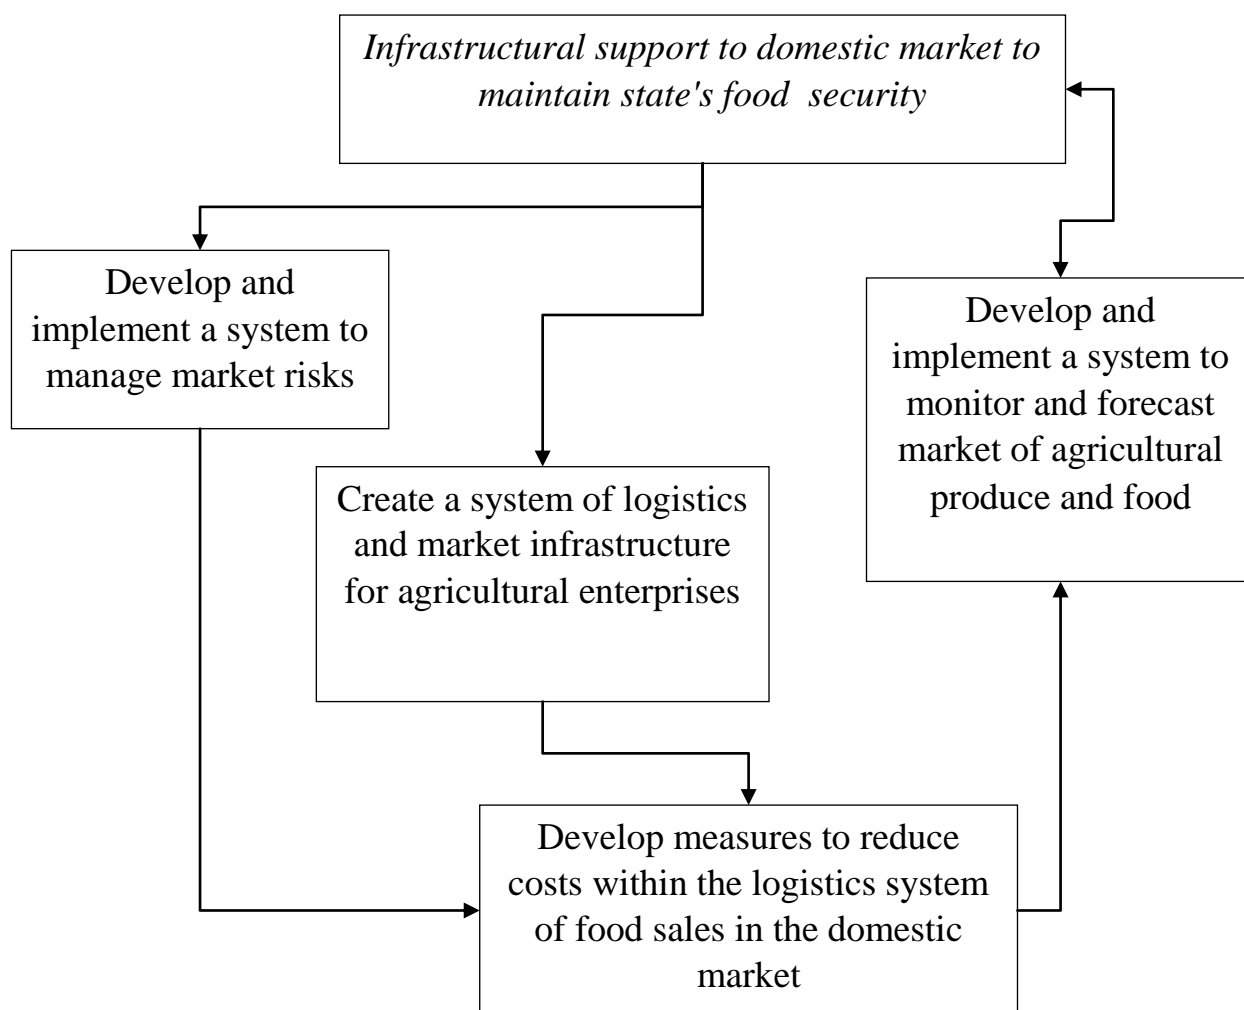 Infrastructural support to domestic market to
maintain state's food  security
Develop and
implement a system to
manage market risks
Develop and
implement a system to
monitor and forecast
market of agricultural
produce and food
Create a system of logistics
and market infrastructure
for agricultural enterprises
Develop measures to reduce
costs within the logistics system
of food sales in the domestic
market